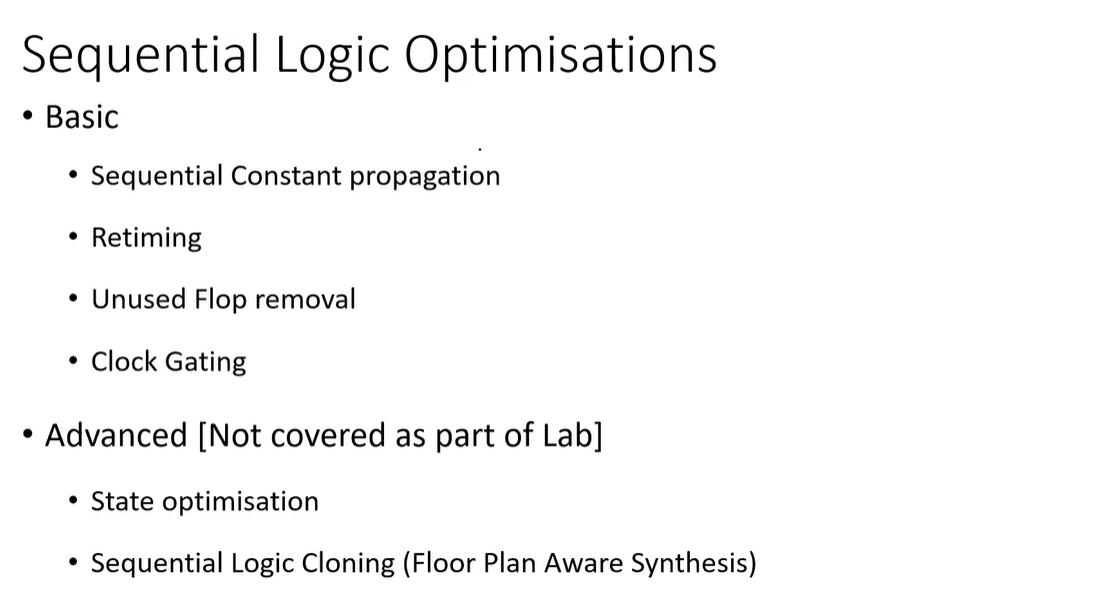 Sequential Logic Optimisations
• Basic
• Sequential Constant propagation
• Retiming
• Unused Flop removal
• Clock Gating
• Advanced [Not covered as part of Lab]
• State optimisation
• Sequential Logic Cloning (Floor Plan Aware Synthesis)